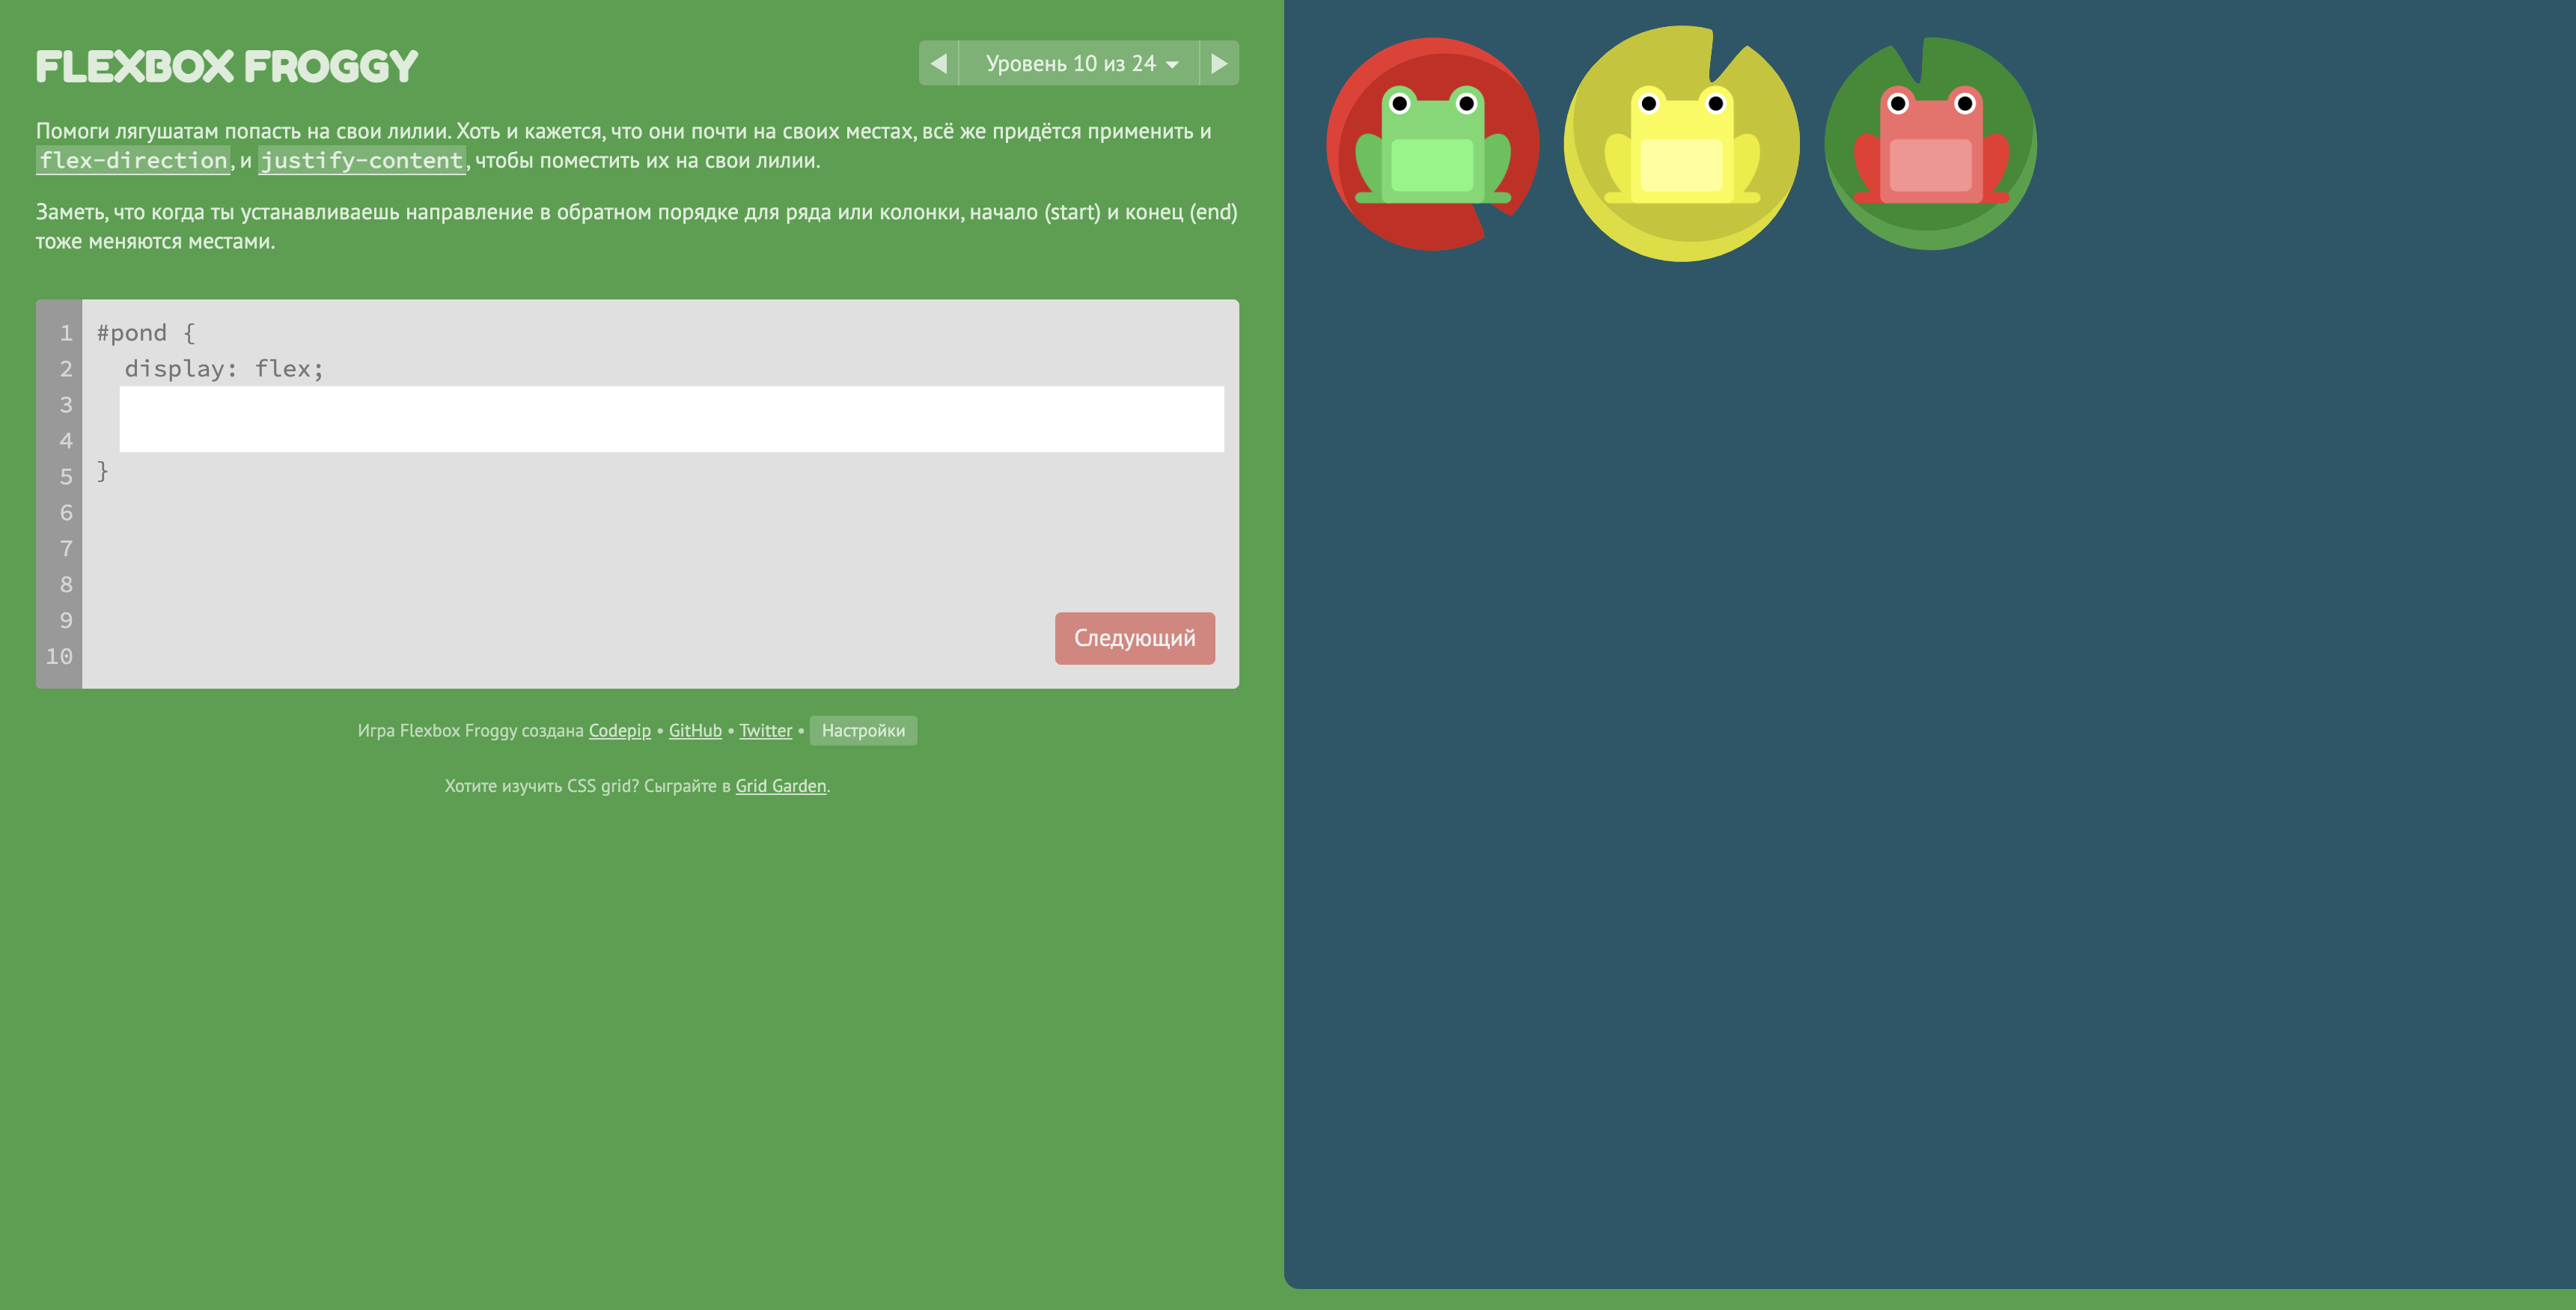 FLEXBOX FROGGY
Уровень 10 из 24
Помоги лягушатам попасть на свои лилии. Хоть и кажется, что они почти на своих местах, всё же придётся применить и
flex-direction, и justify-content, чтобы поместить их на свои лилии.
Заметь, что когда ты устанавливаешь направление в обратном порядке для ряда или колонки, начало (start) и конец (end)
тоже меняются местами.
1 #pond {
2 display: flex;
3
4
5 }
6
7
8
9
10
Следующий
Игра Flexbox Froggy создана Codepip • GitHub • Twitter • Настройки
Хотите изучить CSS grid? Сыграйте в Grid Garden.